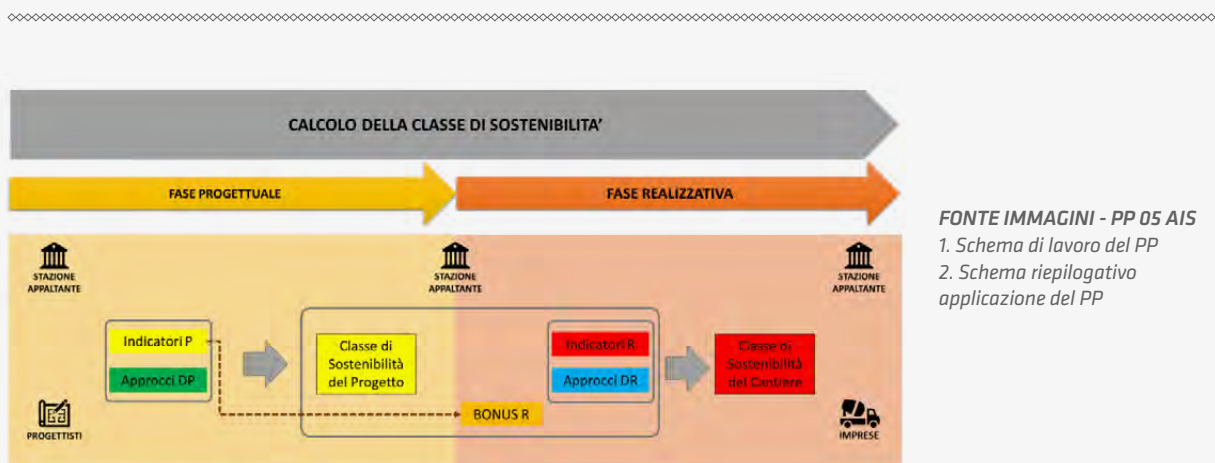 CALCOLO DELLA CLASSE DI SOSTENIBILITA’
FASE PROGETTUALE
FASE REALIZZATIVA
STAZIONE
APPALTANTE
STAZIONE
APPALTANTE
STAZIONE
APPALTANTE
Indicatori P
Approcci DP
Classe di
Sostenibilità
del Progetto
Indicatori R
Approcci DR
Classe di
Sostenibilità
del Cantiere
BONUS R
PROGETTISTI
IMPRESE
FONTE IMMAGINI - PP 05 AIS
1. Schema di lavoro del PP
2. Schema riepilogativo
applicazione del PP